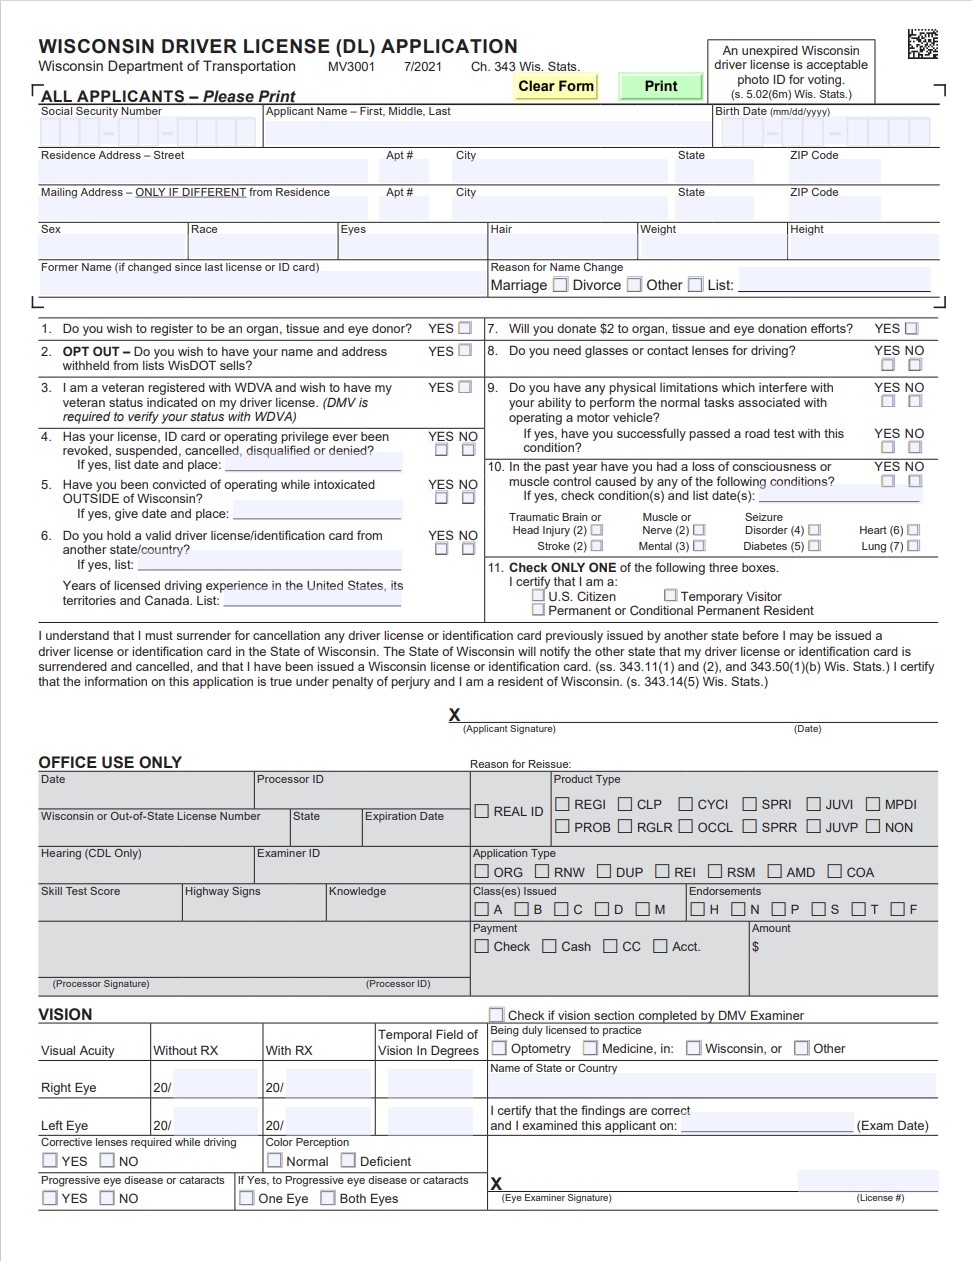 WISCONSIN DRIVER LICENSE (DL) APPLICATION
Wisconsin Department of Transportation MV3001 7/2021 Ch. 343 Wis. Stats.
Clear Form
Print
An unexpired Wisconsin
driver license is acceptable
photo ID for voting.
(s. 5.02(6m) Wis. Stats.)
ALL APPLICANTS – Please Print
Social Security Number Applicant Name – First, Middle, Last Birth Date (mm/dd/yyyy)
Residence Address – Street Apt # City State ZIP Code
Mailing Address – ONLY IF DIFFERENT from Residence Apt # City State ZIP Code
Sex Race Eyes Hair Weight Height
Former Name (if changed since last license or ID card) Reason for Name Change
Marriage Divorce Other List:
1. Do you wish to register to be an organ, tissue and eye donor? YES
2. OPT OUT – Do you wish to have your name and address YES
withheld from lists WisDOT sells?
3. I am a veteran registered with WDVA and wish to have my YES
veteran status indicated on my driver license. (DMV is
required to verify your status with WDVA)
4. Has your license, ID card or operating privilege ever been YES NO
revoked, suspended, cancelled, disqualified or denied?
If yes, list date and place:
5. Have you been convicted of operating while intoxicated YES NO
OUTSIDE of Wisconsin?
If yes, give date and place:
6. Do you hold a valid driver license/identification card from YES NO
another state/country?
If yes, list:
Years of licensed driving experience in the United States, its
territories and Canada. List:
7. Will you donate $2 to organ, tissue and eye donation efforts? YES
8. Do you need glasses or contact lenses for driving? YES NO
9. Do you have any physical limitations which interfere with YES NO
your ability to perform the normal tasks associated with
operating a motor vehicle?
If yes, have you successfully passed a road test with this YES NO
condition?
10. In the past year have you had a loss of consciousness or YES NO
muscle control caused by any of the following conditions?
If yes, check condition(s) and list date(s):
Traumatic Brain or Muscle or Seizure
Head Injury (2) Nerve (2) Disorder (4) Heart (6)
Stroke (2) Mental (3) Diabetes (5) Lung (7)
11. Check ONLY ONE of the following three boxes.
I certify that I am a:
U.S. Citizen Temporary Visitor
Permanent or Conditional Permanent Resident
I understand that I must surrender for cancellation any driver license or identification card previously issued by another state before I may be issued a
driver license or identification card in the State of Wisconsin. The State of Wisconsin will notify the other state that my driver license or identification card is
surrendered and cancelled, and that I have been issued a Wisconsin license or identification card. (ss. 343.11(1) and (2), and 343.50(1)(b) Wis. Stats.) I certify
that the information on this application is true under penalty of perjury and I am a resident of Wisconsin. (s. 343.14(5) Wis. Stats.)
X
(Applicant Signature) (Date)
OFFICE USE ONLY Reason for Reissue:
Date Processor ID
Wisconsin or Out-of-State License Number State Expiration Date
Hearing (CDL Only) Examiner ID
Skill Test Score Highway Signs Knowledge
(Processor Signature) (Processor ID)
REAL ID
Product Type
REGI CLP CYCI SPRI JUVI MPDI
PROB RGLR OCCL SPRR JUVP NON
Application Type
ORG RNW DUP REI RSM AMD COA
Class(es) Issued Endorsements
A B C D M H N P S T F
Payment Amount
Check Cash CC Acct. $
VISION
Visual Acuity Without RX With RX Temporal Field of
Vision In Degrees
Right Eye 20/ 20/
Left Eye 20/ 20/
Corrective lenses required while driving Color Perception
YES NO Normal Deficient
Progressive eye disease or cataracts If Yes, to Progressive eye disease or cataracts
YES NO One Eye Both Eyes
Check if vision section completed by DMV Examiner
Being duly licensed to practice
Optometry Medicine, in: Wisconsin, or Other
Name of State or Country
I certify that the findings are correct
and I examined this applicant on: (Exam Date)
X
(Eye Examiner Signature) (License #)